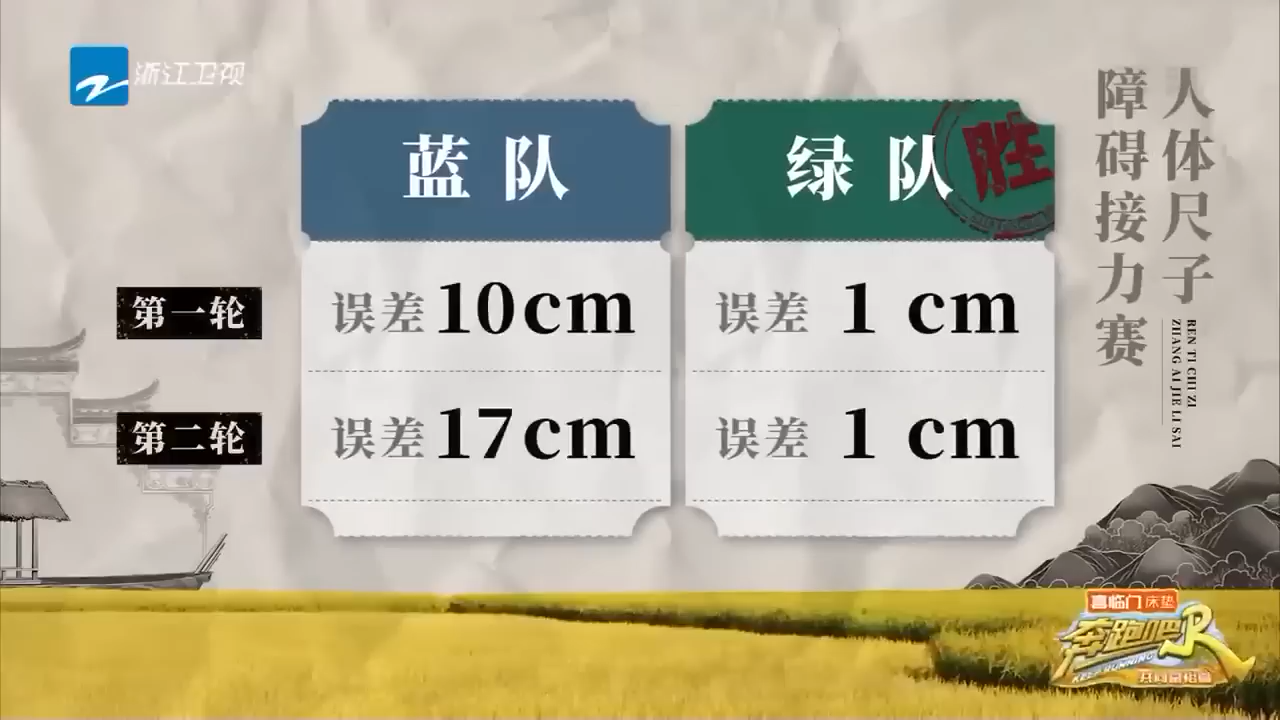 浙江卫视
人体尺子
障碍接力赛
REN TI CHI ZI
ZHANG AI JIE LI SAI
蓝队
绿队
胜
第一轮
误差10cm
误差 1 cm
第二轮
误差17cm
误差 1 cm
喜临门床垫
奔跑吧R
KEEP RUNNING